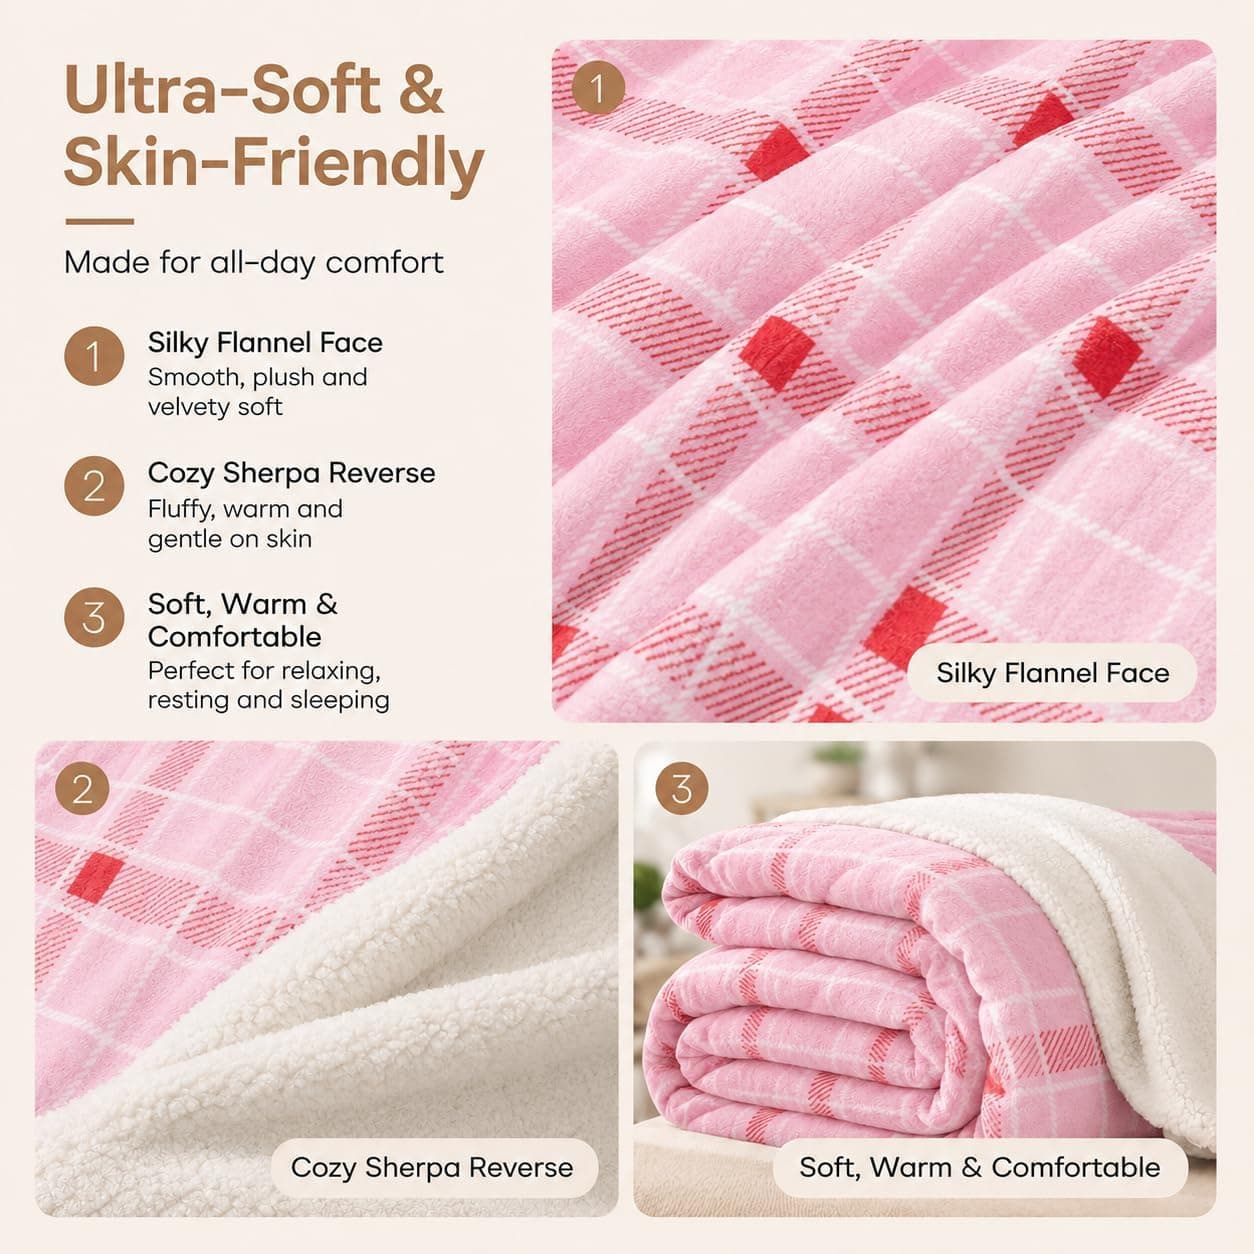 Ultra-Soft &
Skin-Friendly
Made for all-day comfort
1
Silky Flannel Face
Smooth, plush and
velvety soft
2
Cozy Sherpa Reverse
Fluffy, warm and
gentle on skin
3
Soft, Warm &
Comfortable
Perfect for relaxing,
resting and sleeping
1
Silky Flannel Face
2
Cozy Sherpa Reverse
3
Soft, Warm & Comfortable